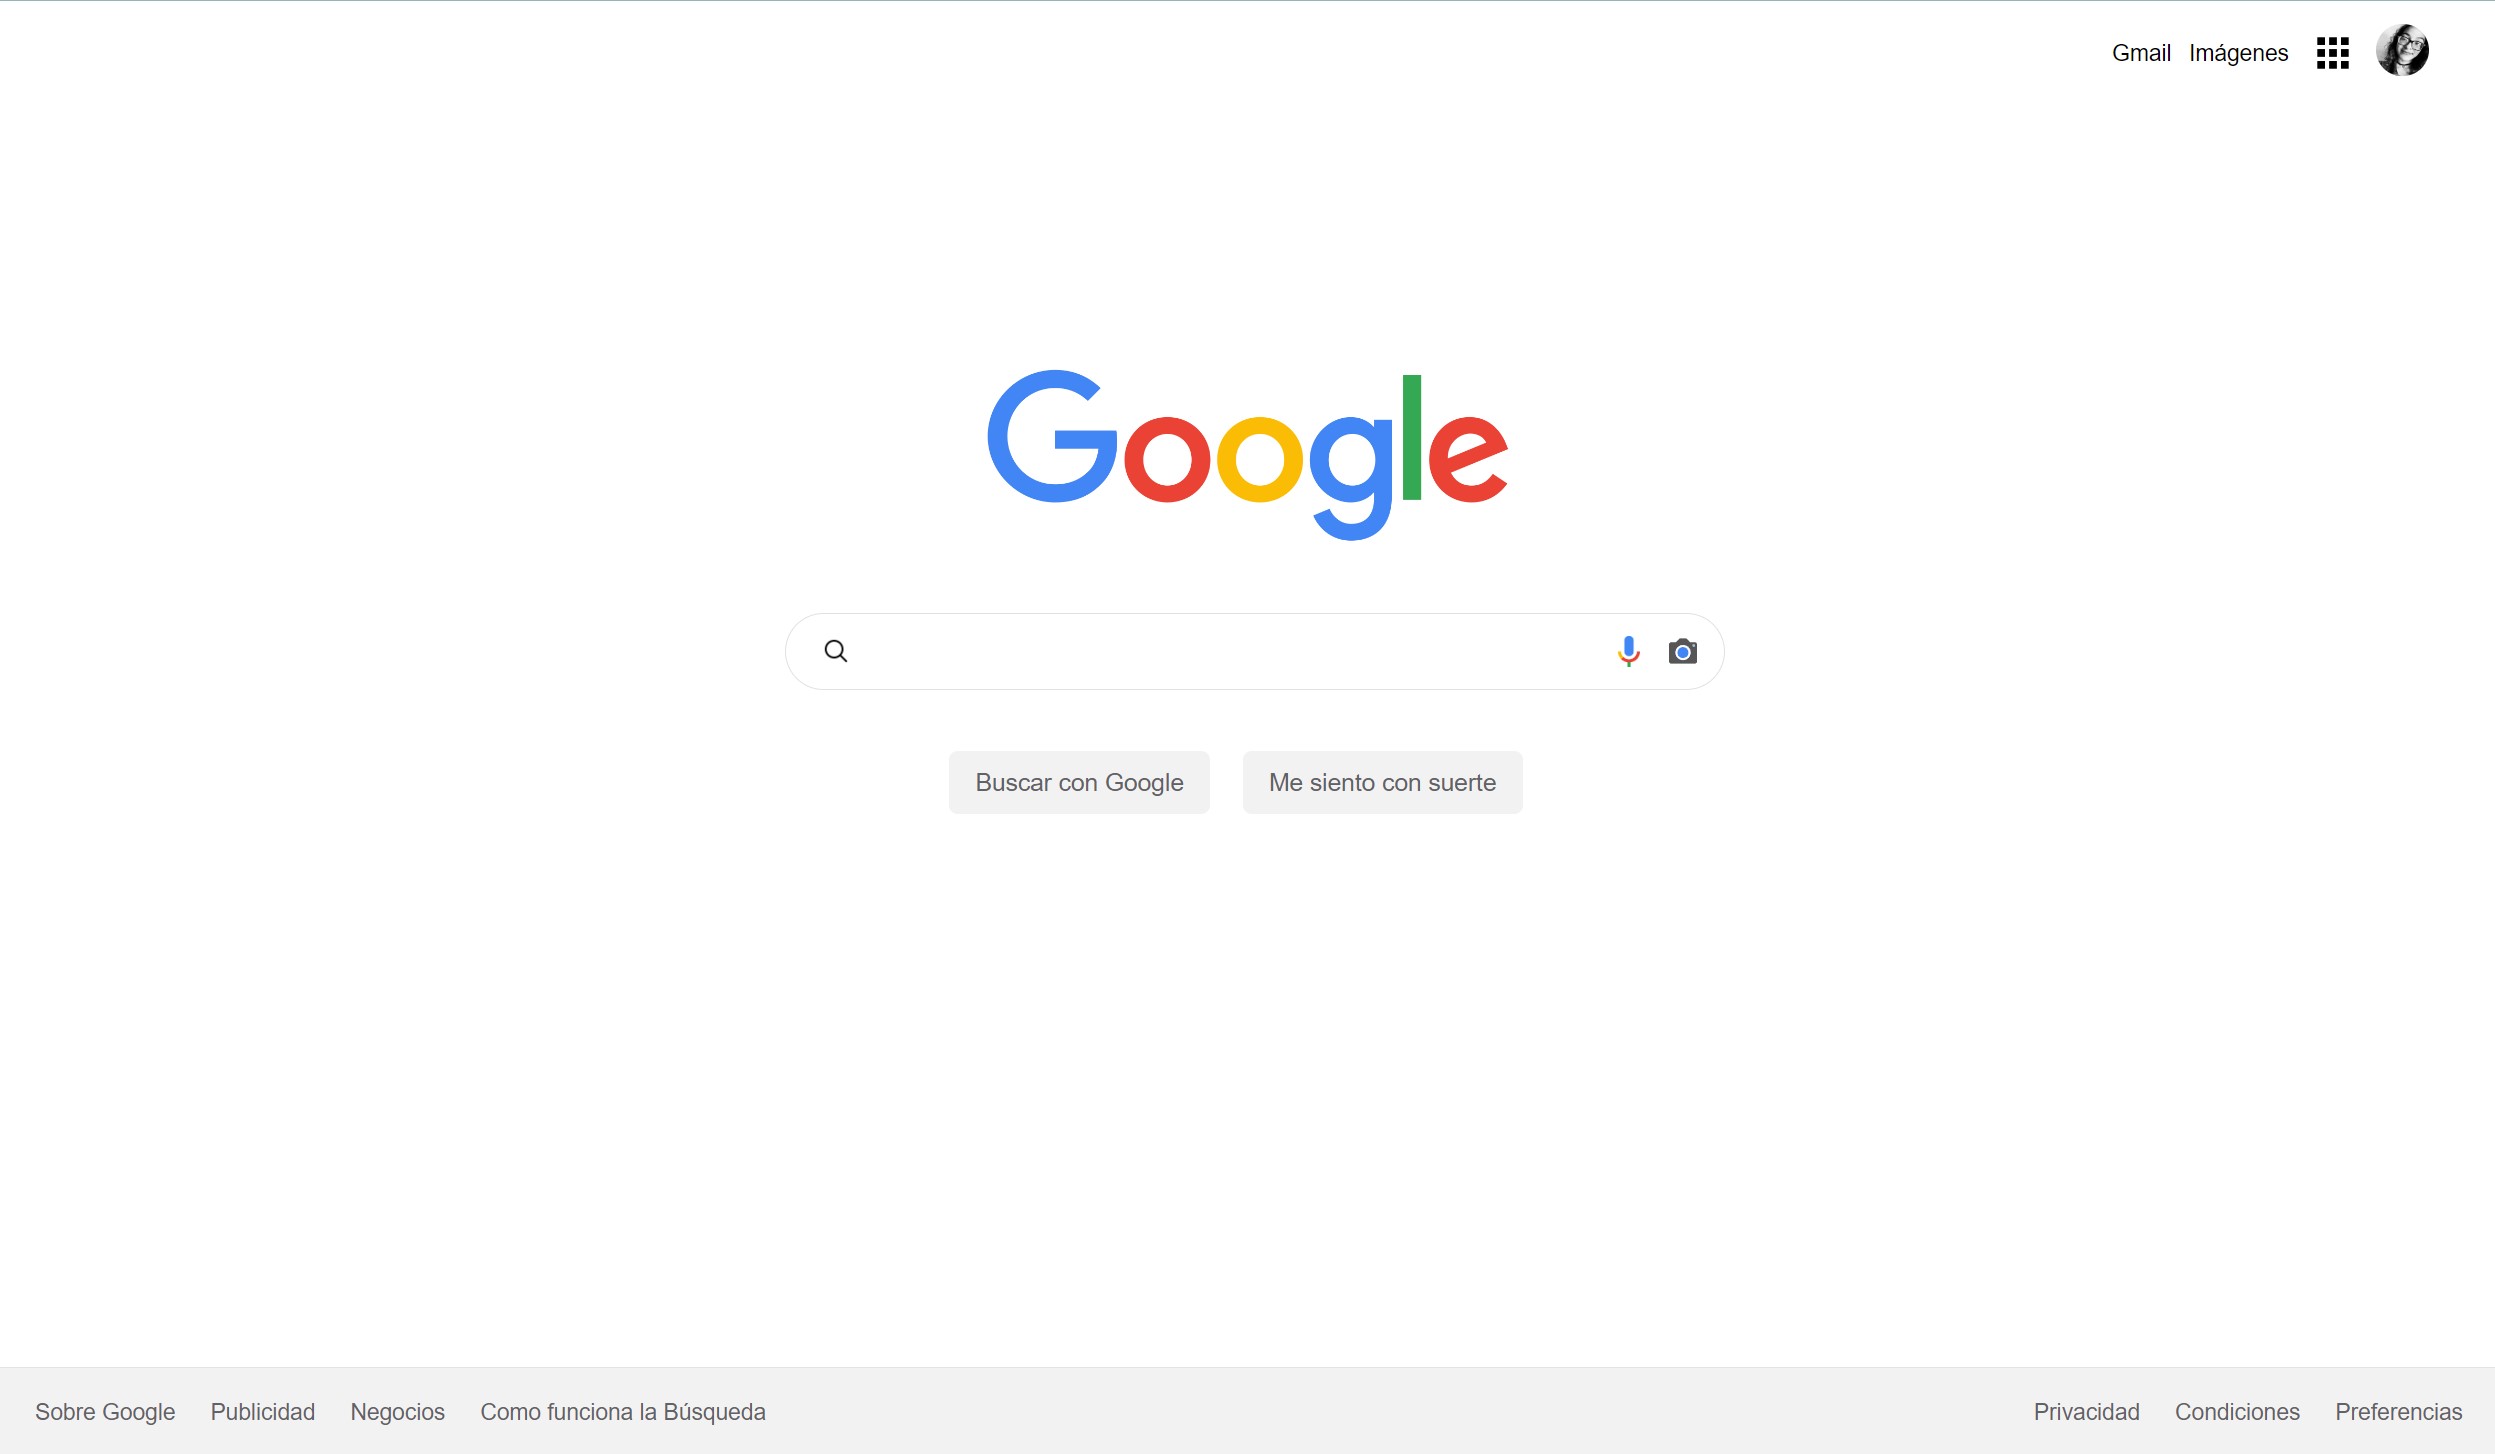 Gmail Imágenes
Google
Buscar con Google Me siento con suerte
Sobre Google Publicidad Negocios Como funciona la Búsqueda Privacidad Condiciones Preferencias